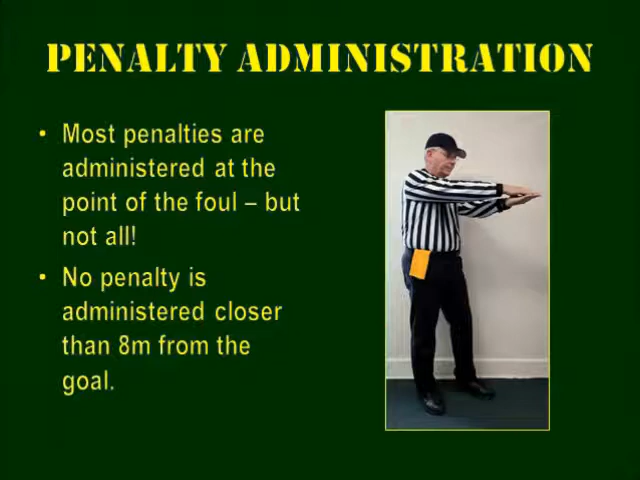 PENALTY ADMINISTRATION
• Most penalties are
administered at the
point of the foul – but
not all!
• No penalty is
administered closer
than 8m from the
goal.